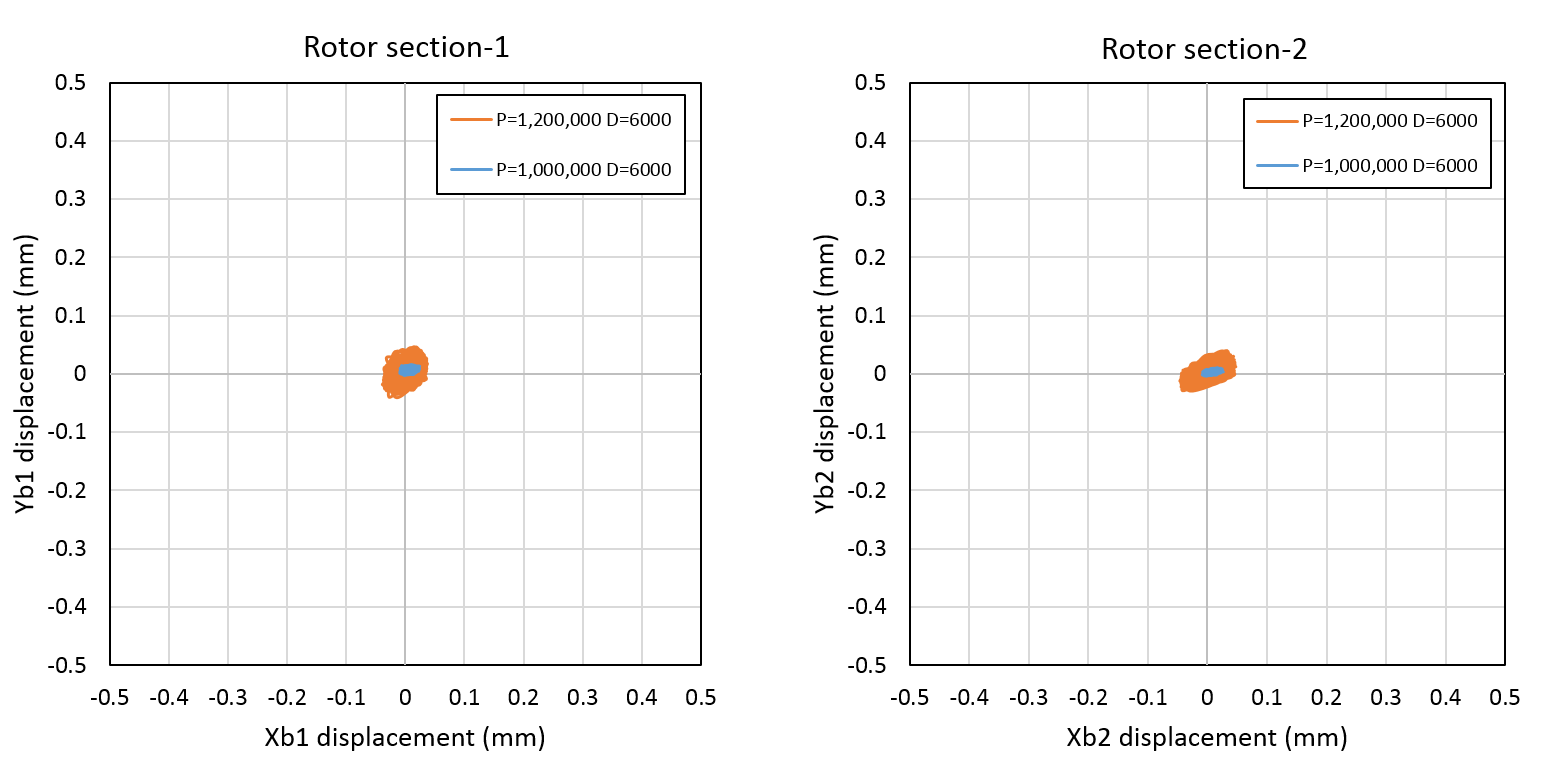 Rotor section-1
0.5
0.4
0.3
0.2
0.1
0
-0.1
-0.2
-0.3
-0.4
-0.5
-0.5 -0.4 -0.3 -0.2 -0.1 0 0.1 0.2 0.3 0.4 0.5
Yb1 displacement (mm)
Xb1 displacement (mm)
P=1,200,000 D=6000
P=1,000,000 D=6000
Rotor section-2
0.5
0.4
0.3
0.2
0.1
0
-0.1
-0.2
-0.3
-0.4
-0.5
-0.5 -0.4 -0.3 -0.2 -0.1 0 0.1 0.2 0.3 0.4 0.5
Yb2 displacement (mm)
Xb2 displacement (mm)
P=1,200,000 D=6000
P=1,000,000 D=6000